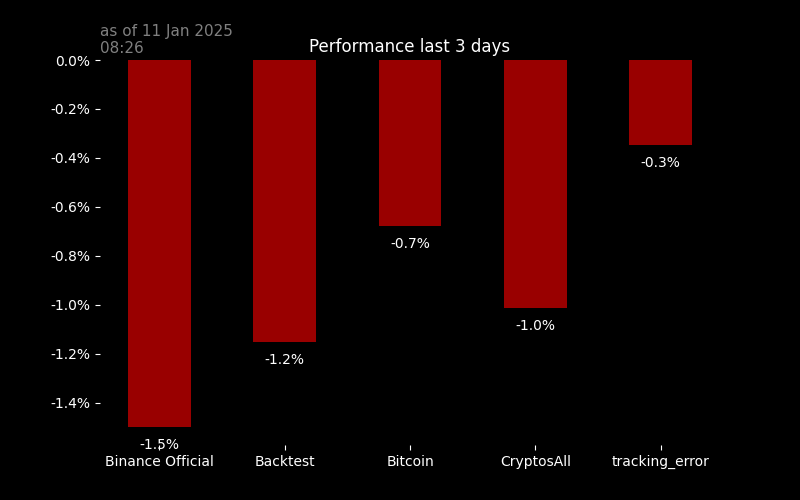 as of 11 Jan 2025
08:26
Performance last 3 days
0.0%
-0.2%
-0.4%
-0.6%
-0.8%
-1.0%
-1.2%
-1.4%
-1.5%
-1.2%
-0.7%
-1.0%
-0.3%
Binance Official
Backtest
Bitcoin
CryptosAll
tracking_error